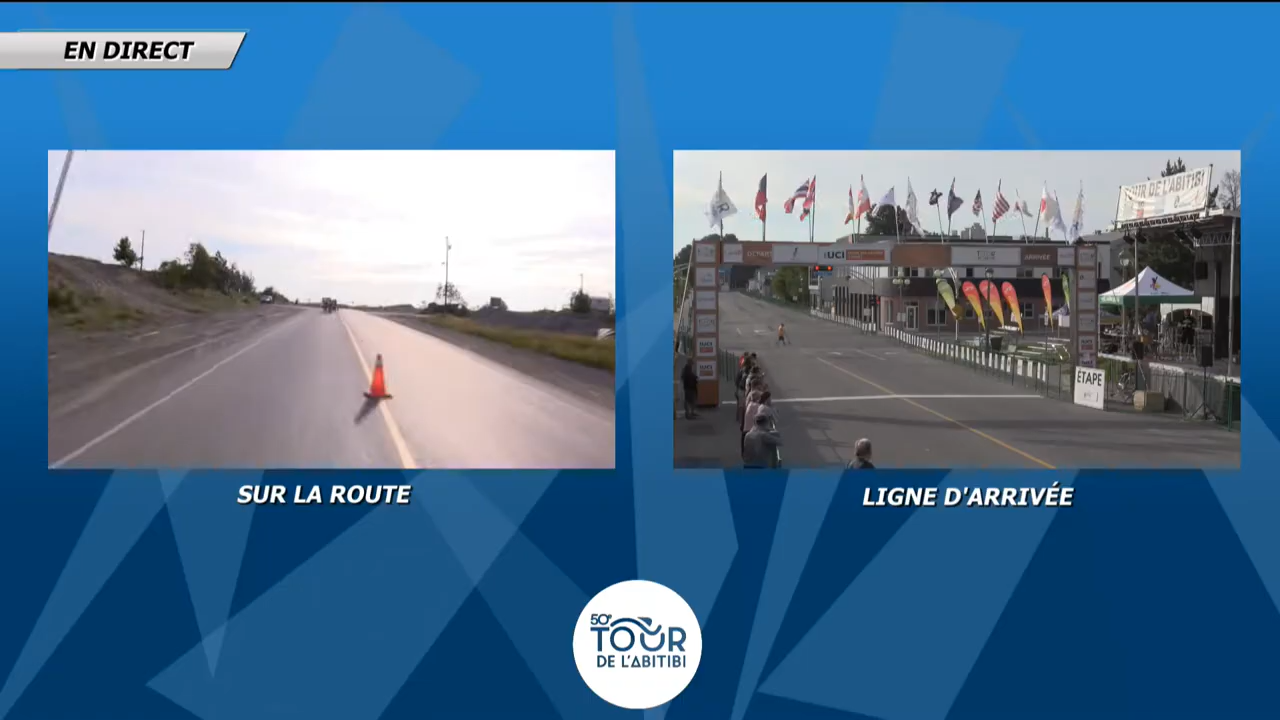 EN DIRECT
TOUR DE L'ABITIBI
UCI
ARRIVÉE
ÉTAPE
SUR LA ROUTE
LIGNE D'ARRIVÉE
50e
TOUR
DE L'ABITIBI